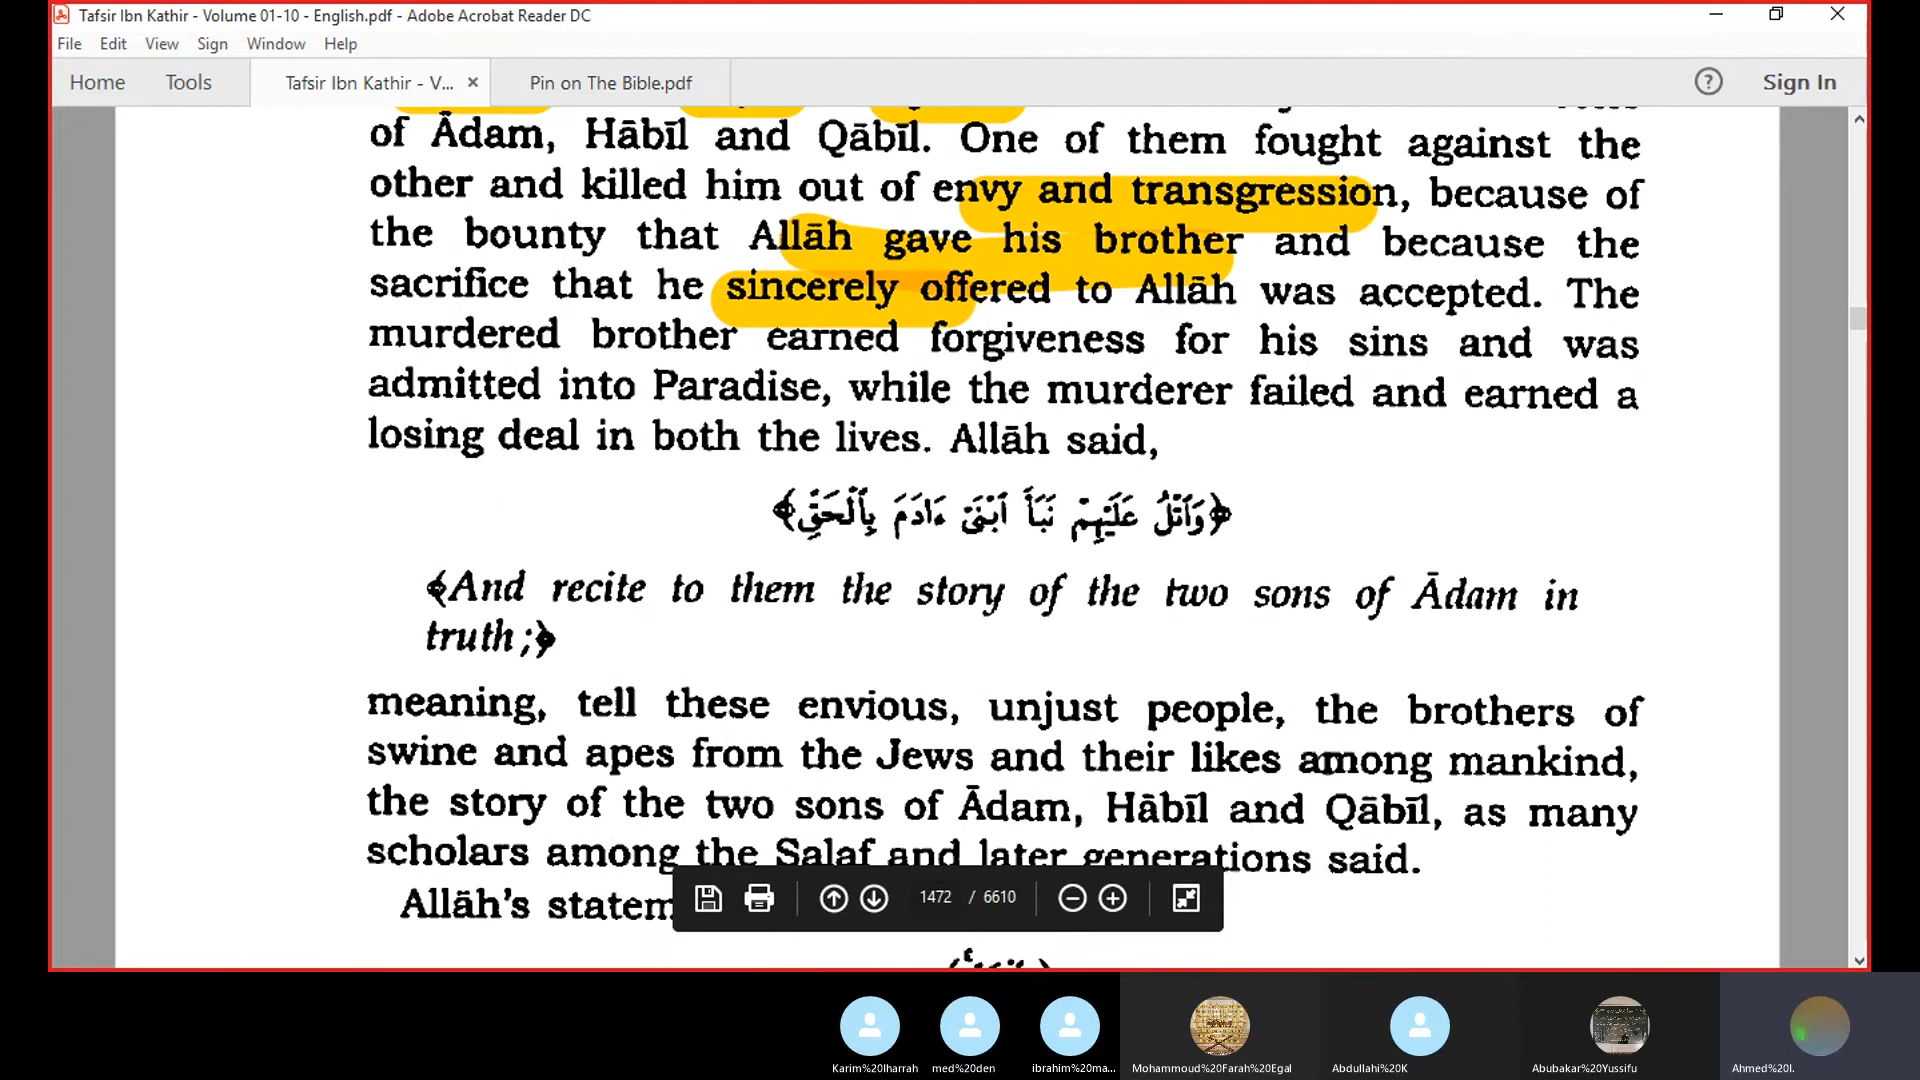 Tafsir Ibn Kathir - Volume 01-10 - English.pdf - Adobe Acrobat Reader DC
File Edit View Sign Window Help
Home Tools Tafsir Ibn Kathir - V... × Pin on The Bible.pdf ? Sign In
of Ādam, Hābīl and Qābīl. One of them fought against the
other and killed him out of envy and transgression, because of
the bounty that Allāh gave his brother and because the
sacrifice that he sincerely offered to Allāh was accepted. The
murdered brother earned forgiveness for his sins and was
admitted into Paradise, while the murderer failed and earned a
losing deal in both the lives. Allāh said,
﴿وَٱتْلُ عَلَيْهِمْ نَبَأَ ٱبْنَىْ ءَادَمَ بِٱلْحَقِّ﴾
﴾And recite to them the story of the two sons of Ādam in
truth;﴿
meaning, tell these envious, unjust people, the brothers of
swine and apes from the Jews and their likes among mankind,
the story of the two sons of Ādam, Hābīl and Qābīl, as many
scholars among the Salaf and later generations said.
Allāh's statem
1472 / 6610
Karim%20Iharrah med%20den ibrahim%20ma... Mohammoud%20Farah%20Egal Abdullahi%20K Abubakar%20Yussifu Ahmed%20I.